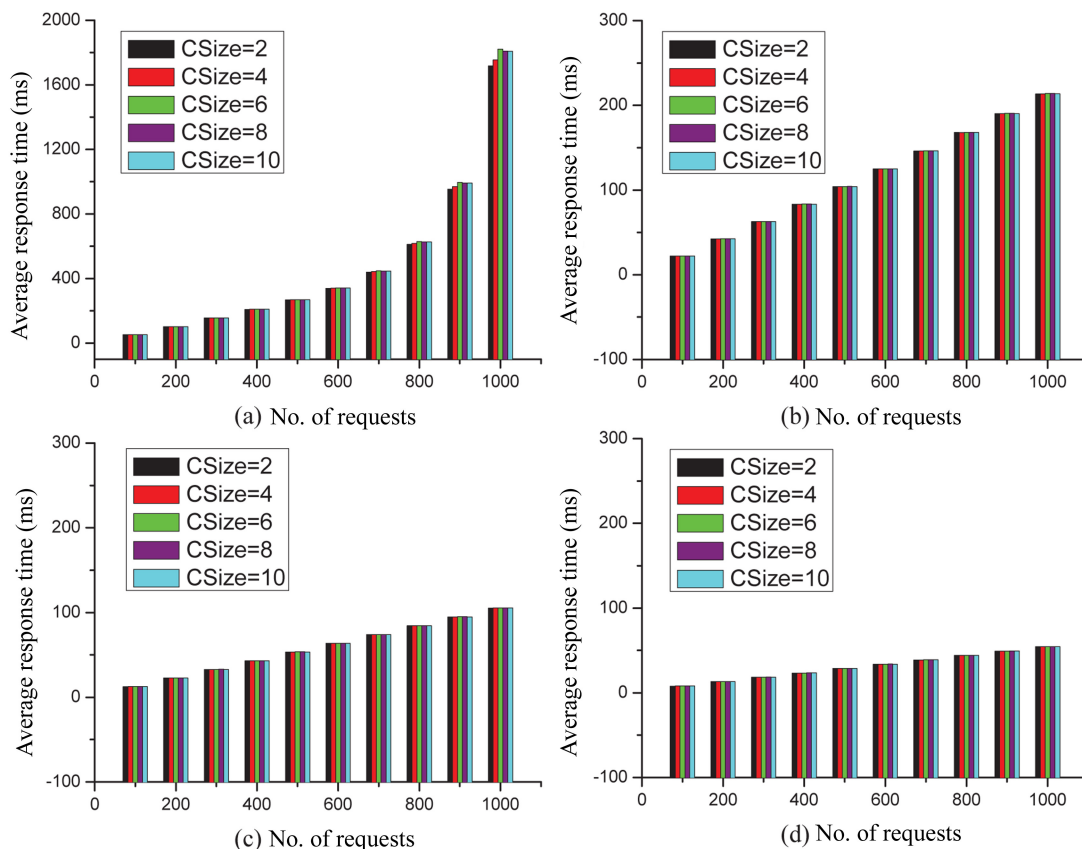 2000
1600
1200
800
400
0
Average response time (ms)
CSize=2
CSize=4
CSize=6
CSize=8
CSize=10
0 200 400 600 800 1000
(a) No. of requests
300
200
100
0
-100
Average response time (ms)
CSize=2
CSize=4
CSize=6
CSize=8
CSize=10
0 200 400 600 800 1000
(b) No. of requests
300
200
100
0
-100
Average response time (ms)
CSize=2
CSize=4
CSize=6
CSize=8
CSize=10
0 200 400 600 800 1000
(c) No. of requests
300
200
100
0
-100
Average response time (ms)
CSize=2
CSize=4
CSize=6
CSize=8
CSize=10
0 200 400 600 800 1000
(d) No. of requests